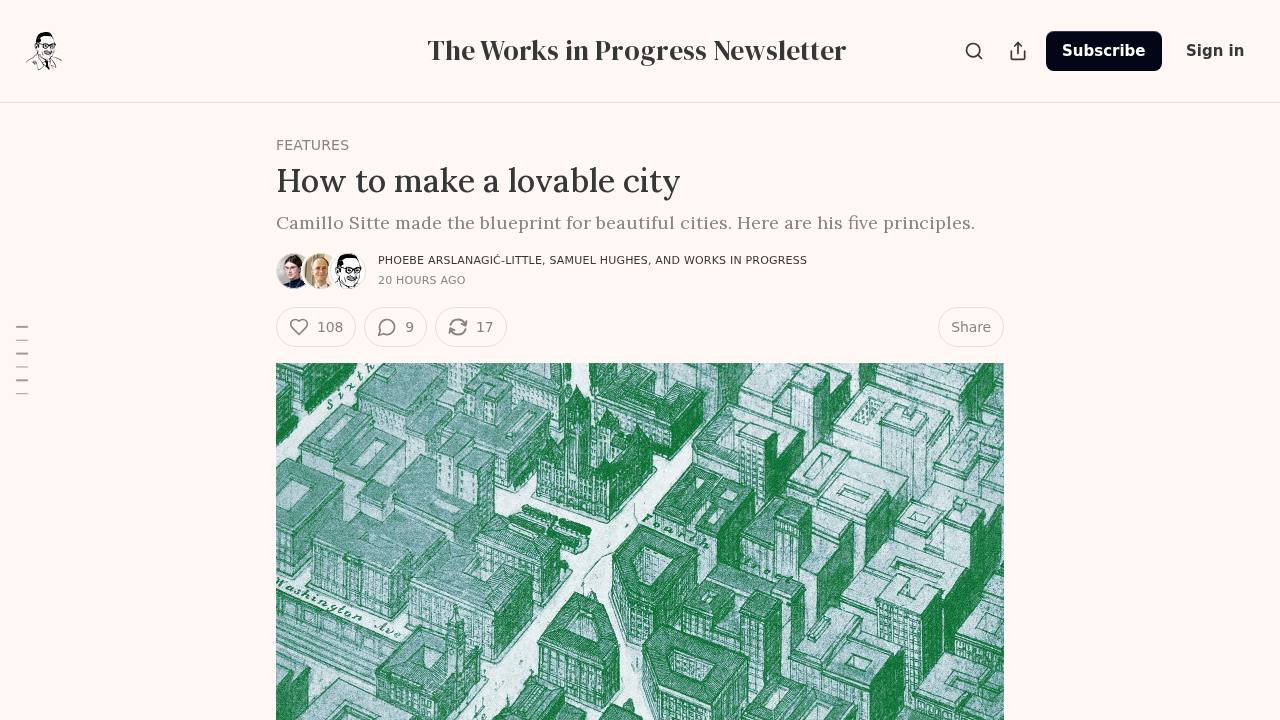 The Works in Progress Newsletter
Subscribe
Sign in
FEATURES
How to make a lovable city
Camillo Sitte made the blueprint for beautiful cities. Here are his five principles.
PHOEBE ARSLANAGIĆ-LITTLE, SAMUEL HUGHES, AND WORKS IN PROGRESS
20 HOURS AGO
108
9
17
Share
Sixth
Washington Ave